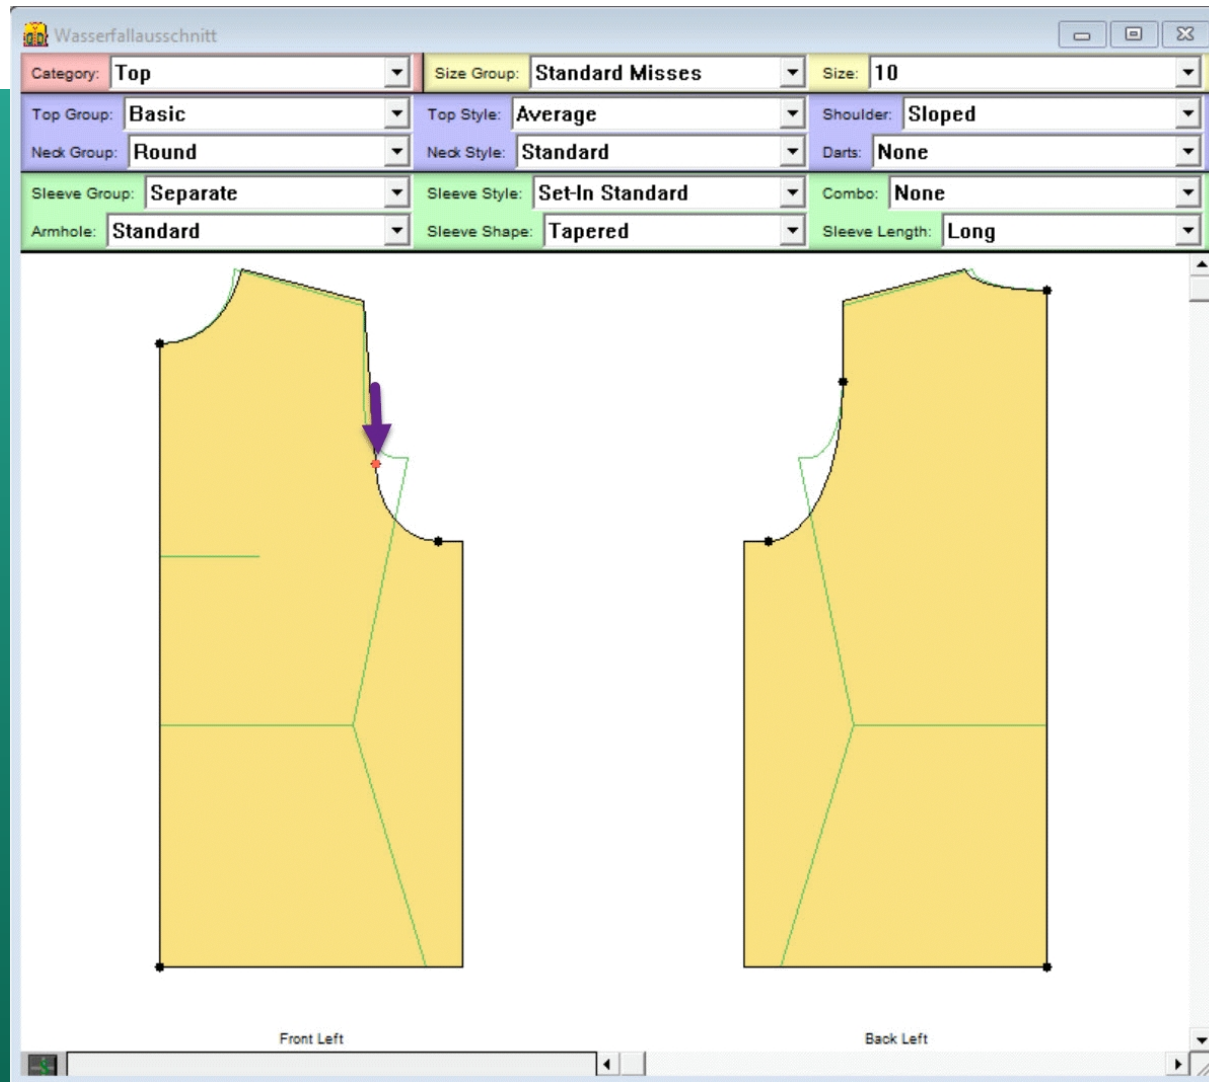 Wasserfallausschnitt
Category: Top Size Group: Standard Misses Size: 10
Top Group: Basic Top Style: Average Shoulder: Sloped
Neck Group: Round Neck Style: Standard Darts: None
Sleeve Group: Separate Sleeve Style: Set-In Standard Combo: None
Armhole: Standard Sleeve Shape: Tapered Sleeve Length: Long
Front Left Back Left